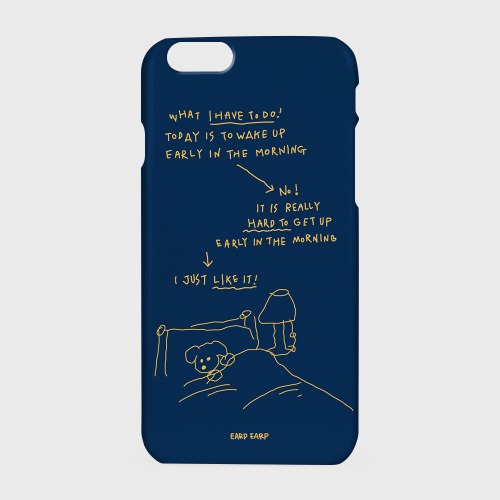 WHAT I HAVE TO DO!
TODAY IS TO WAKE UP
EARLY IN THE MORNING
NO!
IT IS REALLY
HARD TO GET UP
EARLY IN THE MORNING
I JUST LIKE IT!
EARP EARP